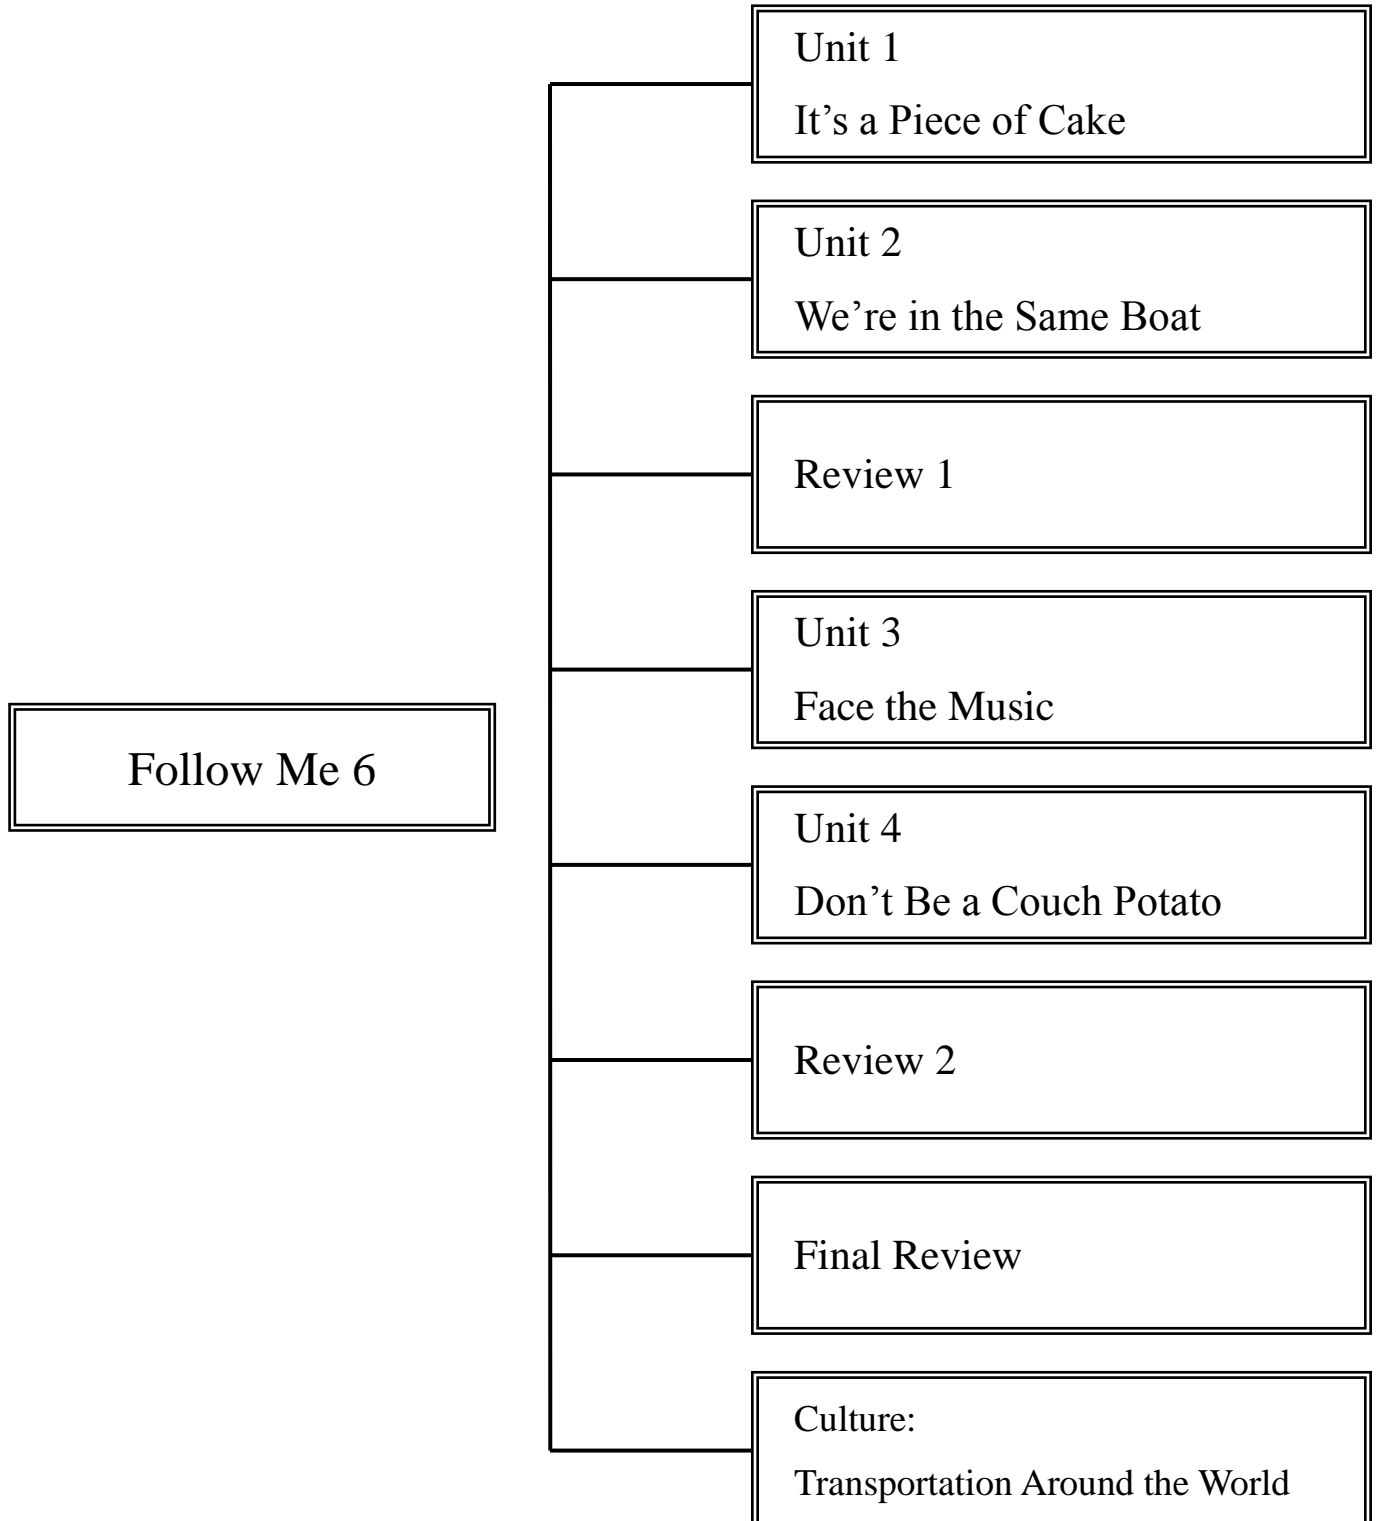 Follow Me 6
Unit 1
It’s a Piece of Cake
Unit 2
We’re in the Same Boat
Review 1
Unit 3
Face the Music
Unit 4
Don’t Be a Couch Potato
Review 2
Final Review
Culture:
Transportation Around the World